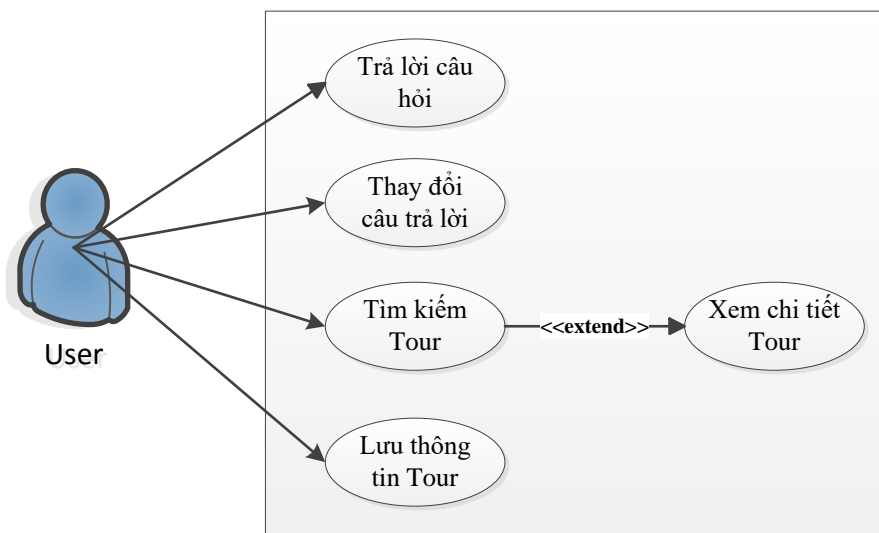 Trả lời câu
hỏi
Thay đổi
câu trả lời
Tìm kiếm
Tour
<<extend>>
Xem chi tiết
Tour
User
Lưu thông
tin Tour